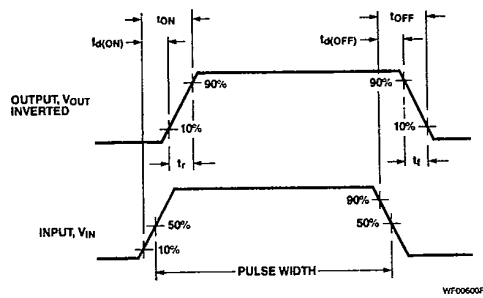 tON
tOFF
td(ON)
td(OFF)
OUTPUT, VOUT
INVERTED
90%
90%
10%
10%
tr
tf
INPUT, VIN
50%
10%
90%
50%
PULSE WIDTH